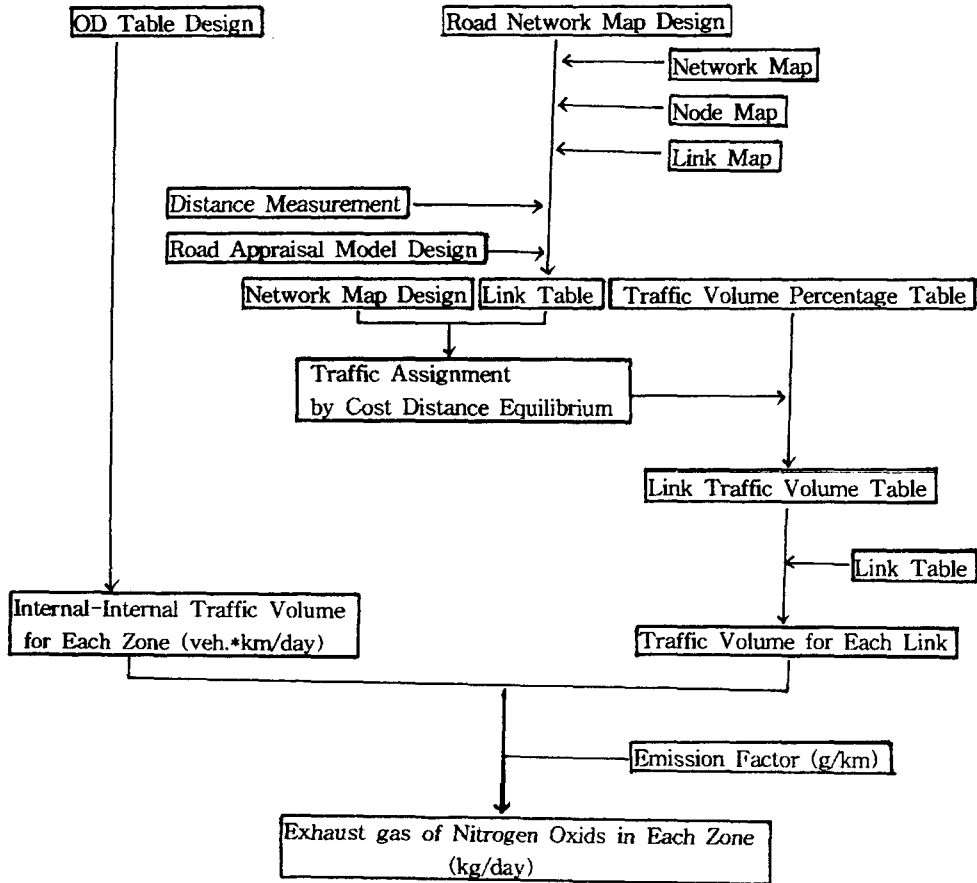 OD Table Design
Road Network Map Design
Network Map
Node Map
Link Map
Distance Measurement
Road Appraisal Model Design
Network Map Design
Link Table
Traffic Volume Percentage Table
Traffic Assignment
by Cost Distance Equilibrium
Link Traffic Volume Table
Link Table
Internal-Internal Traffic Volume
for Each Zone (veh.*km/day)
Traffic Volume for Each Link
Emission Factor (g/km)
Exhaust gas of Nitrogen Oxids in Each Zone
(kg/day)